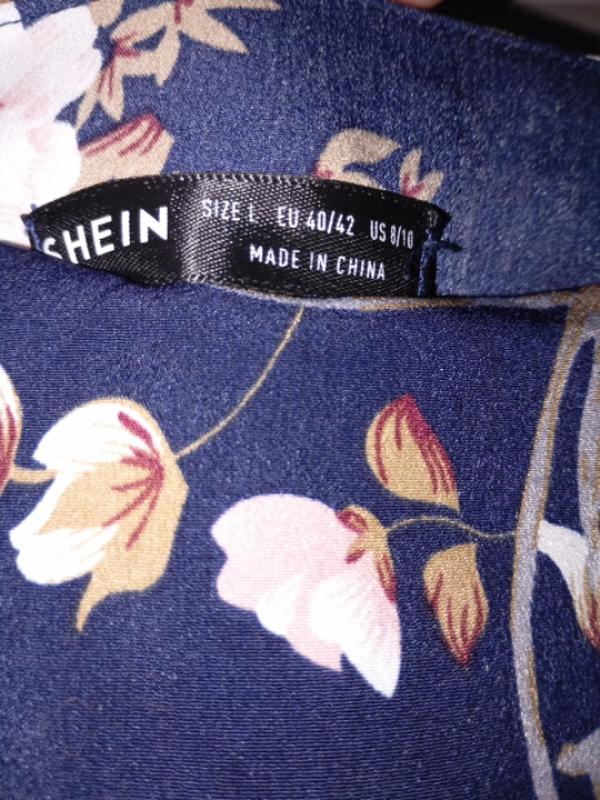 SHEIN
SIZE L EU 40/42 US 8/10
MADE IN CHINA